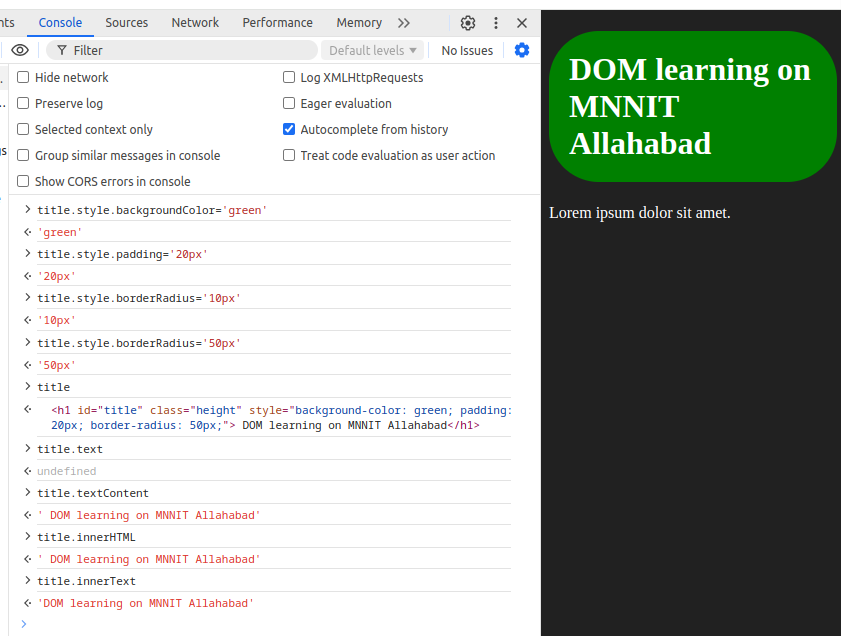 nts Console Sources Network Performance Memory
Filter Default levels ▼ No Issues
Hide network Log XMLHttpRequests
Preserve log Eager evaluation
Selected context only Autocomplete from history
Group similar messages in console Treat code evaluation as user action
Show CORS errors in console
> title.style.backgroundColor='green'
'green'
> title.style.padding='20px'
'20px'
> title.style.borderRadius='10px'
'10px'
> title.style.borderRadius='50px'
'50px'
> title
<h1 id="title" class="height" style="background-color: green; padding:
20px; border-radius: 50px;"> DOM learning on MNNIT Allahabad</h1>
> title.text
undefined
> title.textContent
' DOM learning on MNNIT Allahabad'
> title.innerHTML
' DOM learning on MNNIT Allahabad'
> title.innerText
'DOM learning on MNNIT Allahabad'
>
DOM learning on
MNNIT
Allahabad
Lorem ipsum dolor sit amet.